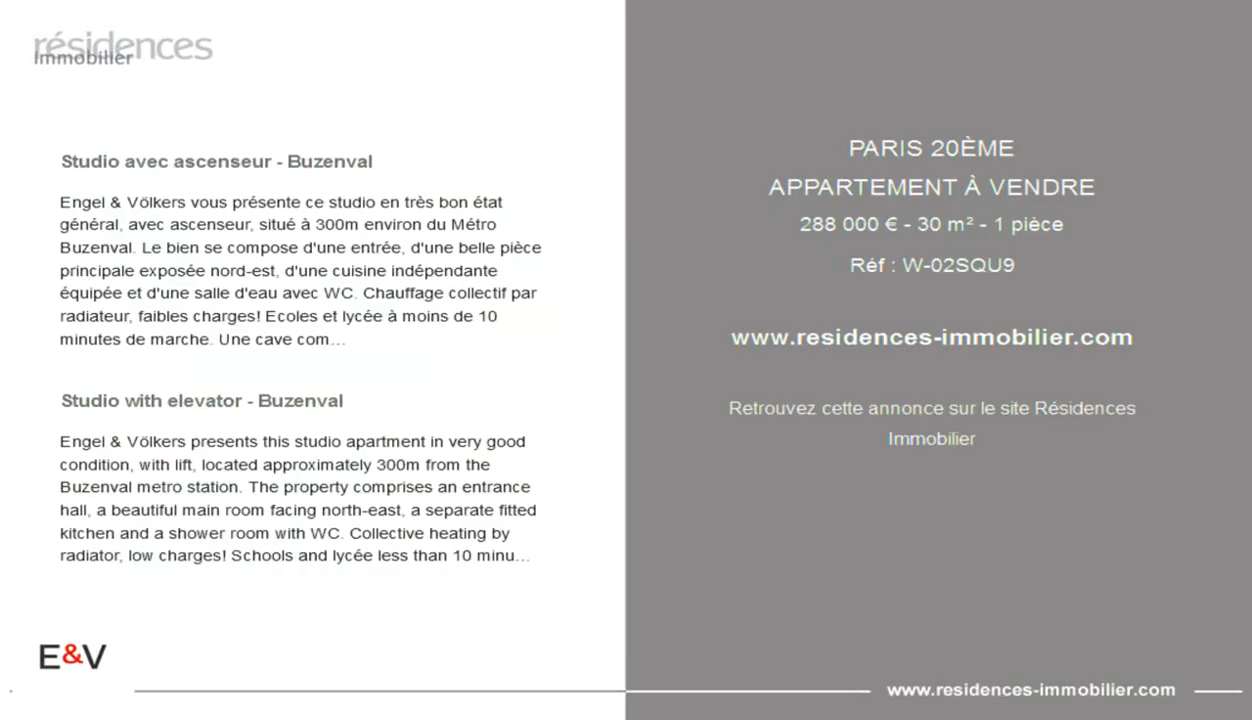 résidences
Immobilier
Studio avec ascenseur - Buzenval
Engel & Völkers vous présente ce studio en très bon état
général, avec ascenseur, situé à 300m environ du Métro
Buzenval. Le bien se compose d'une entrée, d'une belle pièce
principale exposée nord-est, d'une cuisine indépendante
équipée et d'une salle d'eau avec WC. Chauffage collectif par
radiateur, faibles charges! Ecoles et lycée à moins de 10
minutes de marche. Une cave com…
Studio with elevator - Buzenval
Engel & Völkers presents this studio apartment in very good
condition, with lift, located approximately 300m from the
Buzenval metro station. The property comprises an entrance
hall, a beautiful main room facing north-east, a separate fitted
kitchen and a shower room with WC. Collective heating by
radiator, low charges! Schools and lycée less than 10 minu…
E&V
PARIS 20ÈME
APPARTEMENT À VENDRE
288 000 € - 30 m² - 1 pièce
Réf : W-02SQU9
www.residences-immobilier.com
Retrouvez cette annonce sur le site Résidences
Immobilier
www.residences-immobilier.com